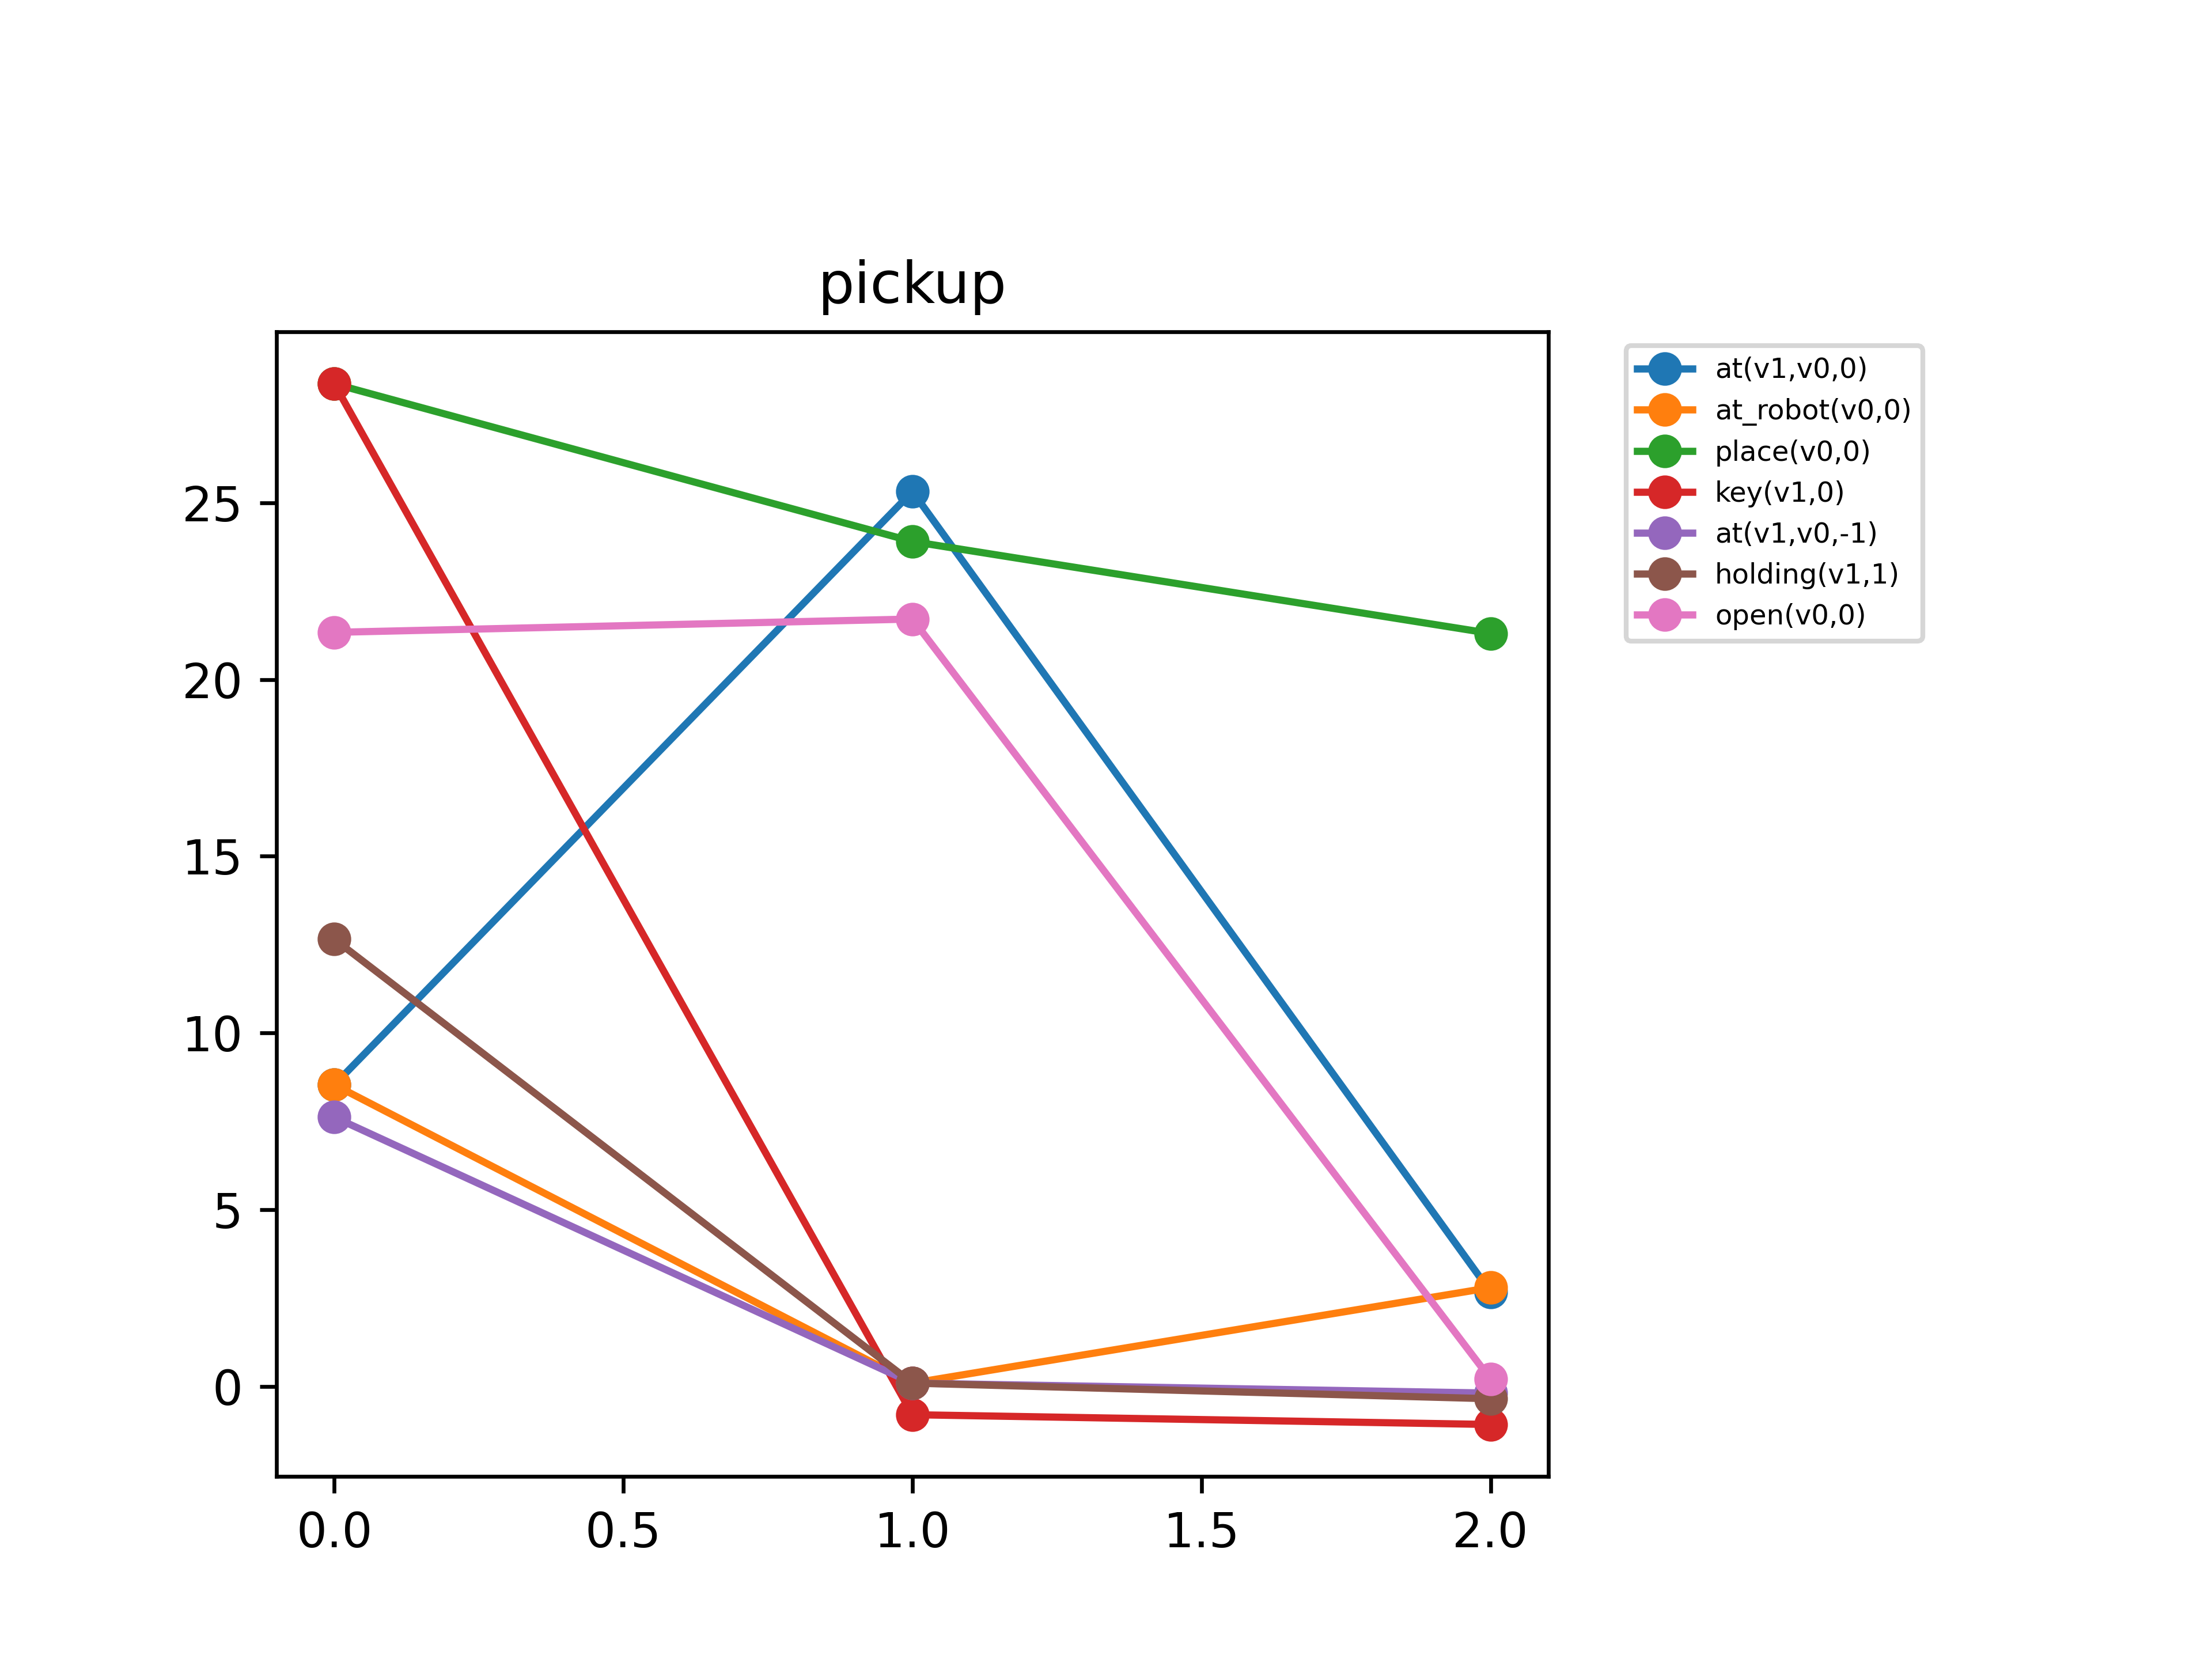 pickup
25
20
15
10
5
0
0.0 0.5 1.0 1.5 2.0
at(v1,v0,0)
at_robot(v0,0)
place(v0,0)
key(v1,0)
at(v1,v0,-1)
holding(v1,1)
open(v0,0)